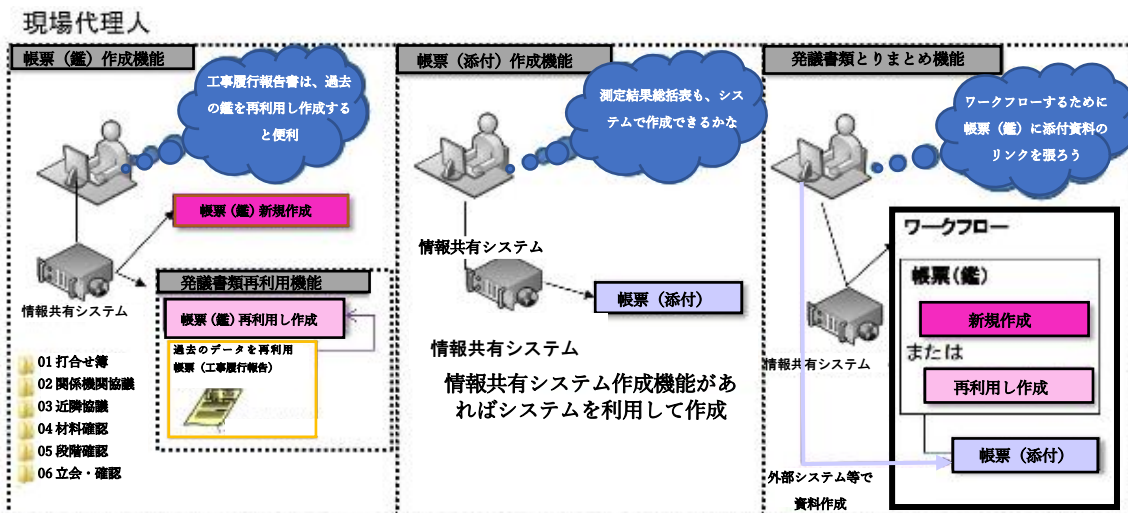 現場代理人
帳票（鑑）作成機能
工事履行報告書は、過去
の鑑を再利用し作成する
と便利
帳票（鑑）新規作成
情報共有システム
発議書類再利用機能
帳票（鑑）再利用し作成
過去のデータを再利用
帳票（工事履行報告）
01 打合せ簿
02 関係機関協議
03 近隣協議
04 材料確認
05 段階確認
06 立会・確認
帳票（添付）作成機能
測定結果総括表も、シス
テムで作成できるかな
情報共有システム
帳票（添付）
情報共有システム
情報共有システム作成機能があ
ればシステムを利用して作成
発議書類とりまとめ機能
ワークフローするために
帳票（鑑）に添付資料の
リンクを張ろう
情報共有システム
ワークフロー
帳票(鑑)
新規作成
または
再利用し作成
帳票（添付）
外部システム等で
資料作成